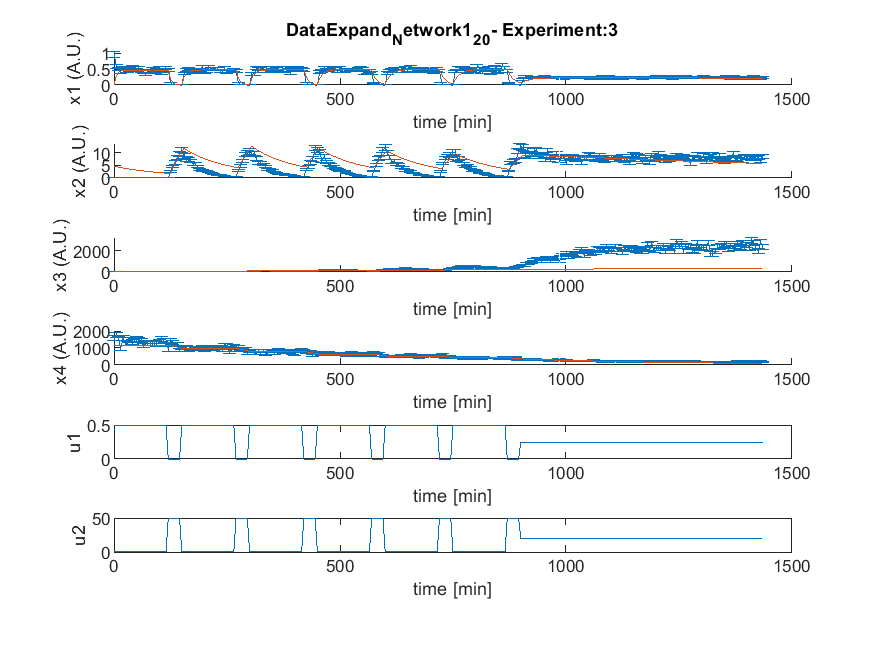 DataExpand_Network1_20- Experiment:3
1
0.5
0
x1 (A.U.)
0 500 1000 1500
time [min]
10
5
0
x2 (A.U.)
0 500 1000 1500
time [min]
2000
0
x3 (A.U.)
0 500 1000 1500
time [min]
2000
1000
0
x4 (A.U.)
0 500 1000 1500
time [min]
0.5
0
u1
0 500 1000 1500
time [min]
50
0
u2
0 500 1000 1500
time [min]